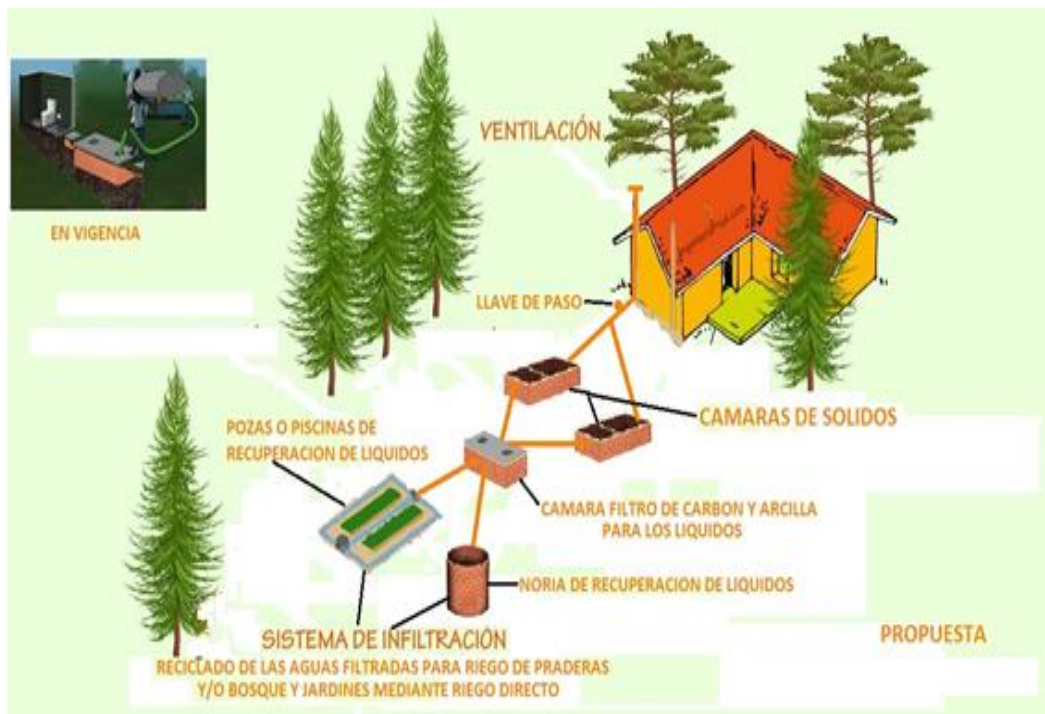 VENTILACIÓN
EN VIGENCIA
LLAVE DE PASO
CAMARAS DE SOLIDOS
POZAS O PISCINAS DE
RECUPERACION DE LIQUIDOS
CAMARA FILTRO DE CARBON Y ARCILLA
PARA LOS LIQUIDOS
NORIA DE RECUPERACION DE LIQUIDOS
SISTEMA DE INFILTRACIÓN
PROPUESTA
RECICLADO DE LAS AGUAS FILTRADAS PARA RIEGO DE PRADERAS
Y/O BOSQUE Y JARDINES MEDIANTE RIEGO DIRECTO